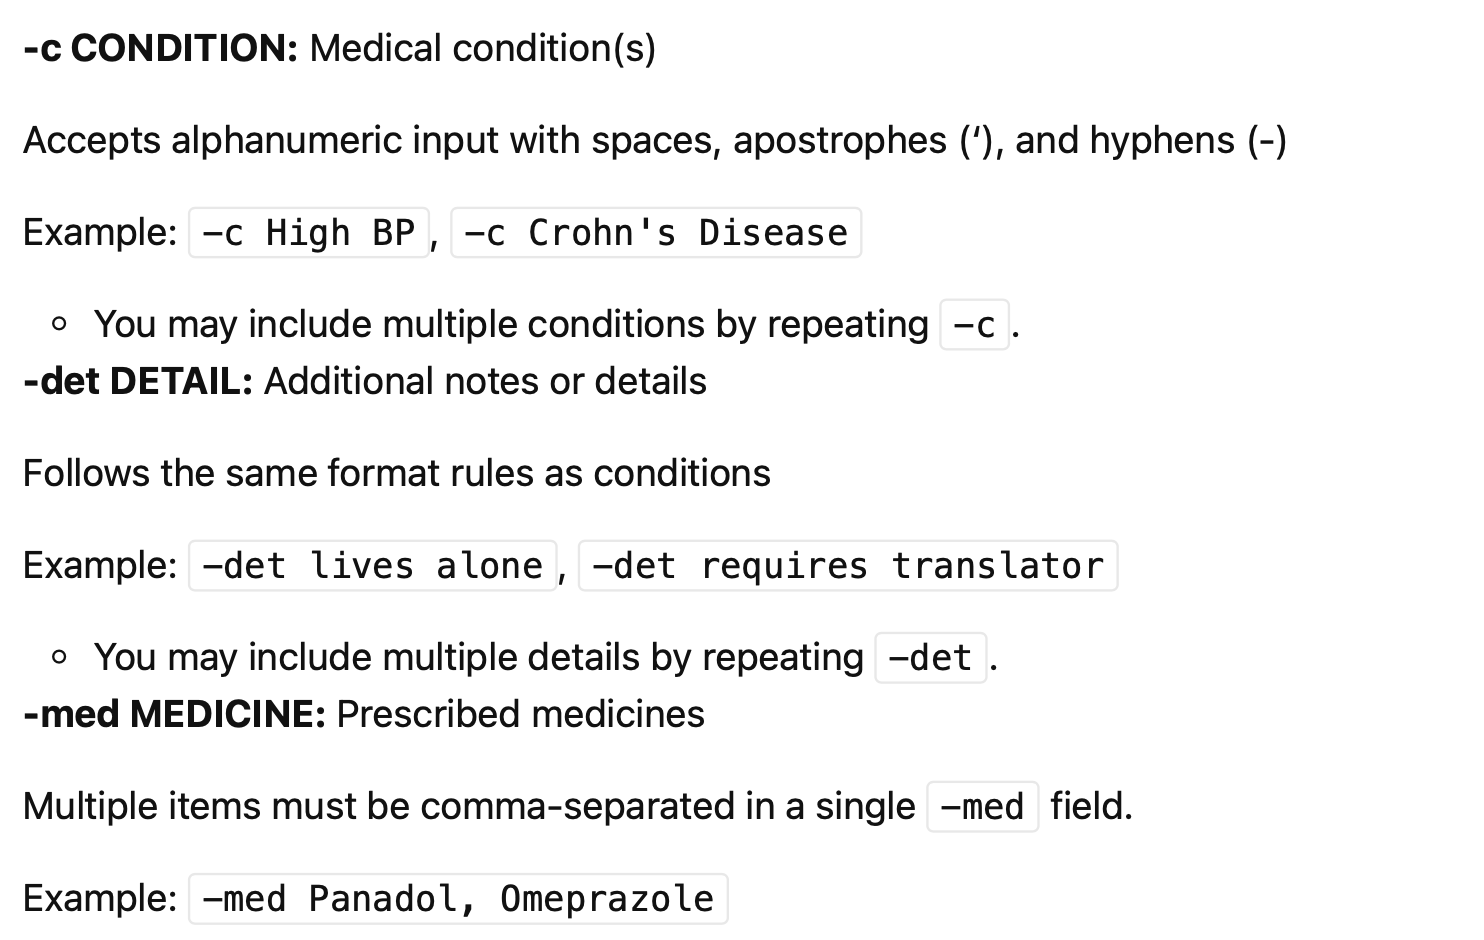 -c CONDITION: Medical condition(s)
Accepts alphanumeric input with spaces, apostrophes (‘), and hyphens (-)
Example: -c High BP, -c Crohn's Disease
You may include multiple conditions by repeating -c.
-det DETAIL: Additional notes or details
Follows the same format rules as conditions
Example: -det lives alone, -det requires translator
You may include multiple details by repeating -det.
-med MEDICINE: Prescribed medicines
Multiple items must be comma-separated in a single -med field.
Example: -med Panadol, Omeprazole